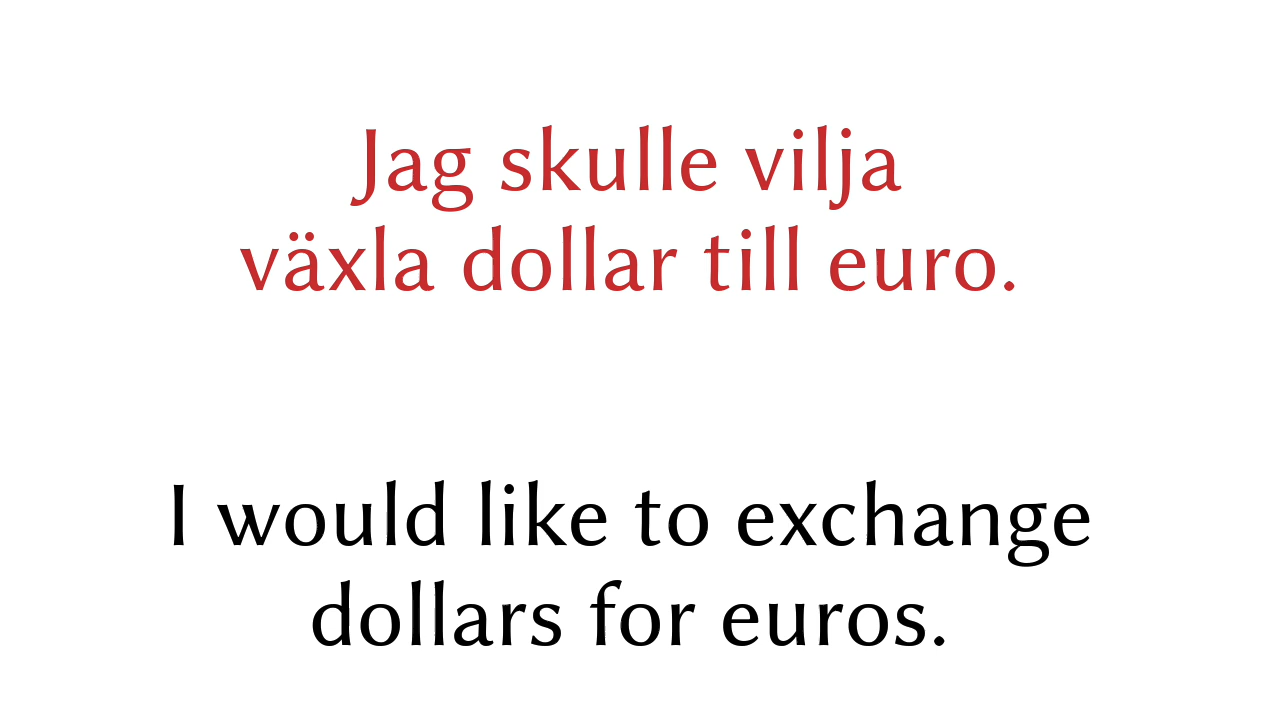 Jag skulle vilja
växla dollar till euro.
I would like to exchange
dollars for euros.